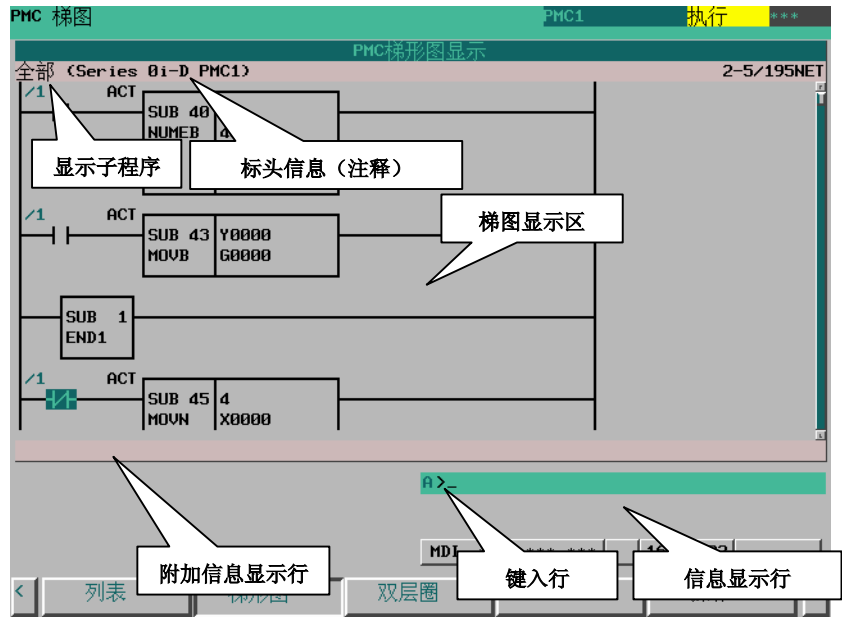 PMC 梯图 PMC1 执行 ***
PMC梯形图显示
全部 (Series 0i-D PMC1) 2-5/195NET
/1 ACT
SUB 40
NUMEB 4
显示子程序
标头信息（注释）
/1 ACT
SUB 43 Y0000
MOVB G0000
梯图显示区
SUB 1
END1
/1 ACT
SUB 45 4
MOVN X0000
A>_
MDI *** ***
附加信息显示行
键入行
信息显示行
< 列表 梯形图 双层圈